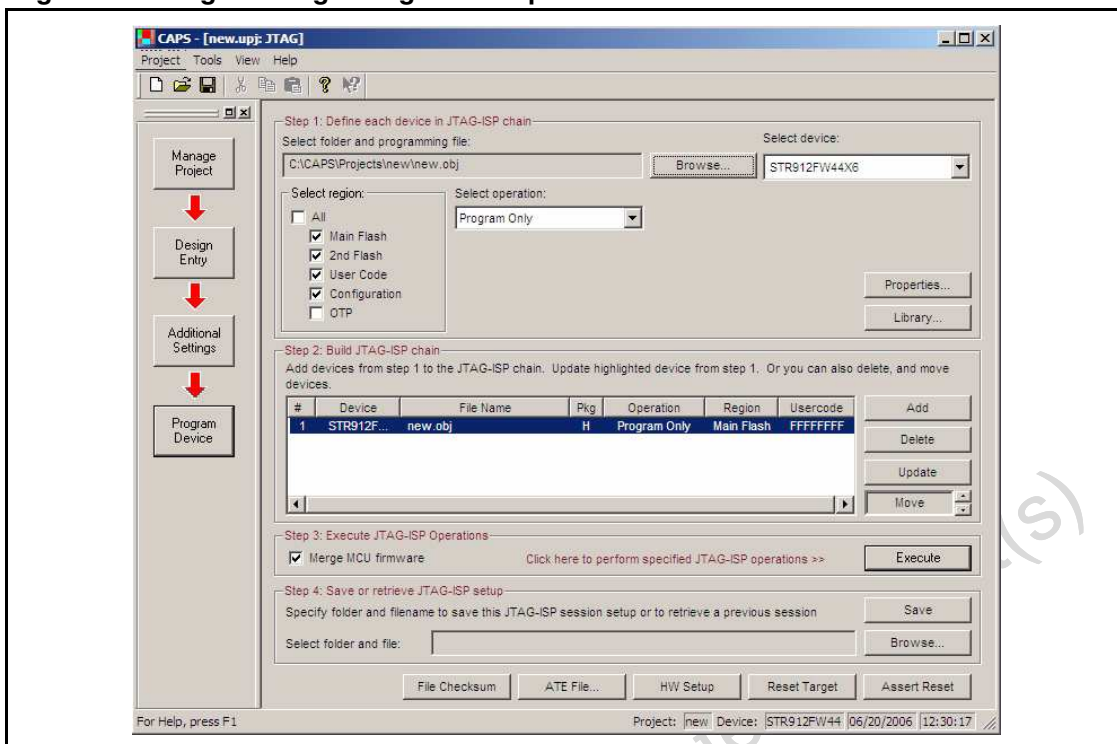 CAPS - [new.upj: JTAG]
Project Tools View Help
Manage
Project
Design
Entry
Additional
Settings
Program
Device
Step 1: Define each device in JTAG-ISP chain
Select folder and programming file:
Select device:
C:\CAPS\Projects\new\new.obj
Browse...
STR912FW44X6
Select region:
Select operation:
All
Program Only
Main Flash
2nd Flash
User Code
Configuration
OTP
Properties...
Library...
Step 2: Build JTAG-ISP chain
Add devices from step 1 to the JTAG-ISP chain. Update highlighted device from step 1. Or you can also delete, and move
devices.
# Device File Name Pkg Operation Region Usercode
1 STR912F... new.obj H Program Only Main Flash FFFFFFFF
Add
Delete
Update
Move
Step 3: Execute JTAG-ISP Operations
Merge MCU firmware
Click here to perform specified JTAG-ISP operations >>
Execute
Step 4: Save or retrieve JTAG-ISP setup
Specify folder and filename to save this JTAG-ISP session setup or to retrieve a previous session
Save
Select folder and file:
Browse...
File Checksum
ATE File...
HW Setup
Reset Target
Assert Reset
For Help, press F1
Project: new Device: STR912FW44 06/20/2006 12:30:17